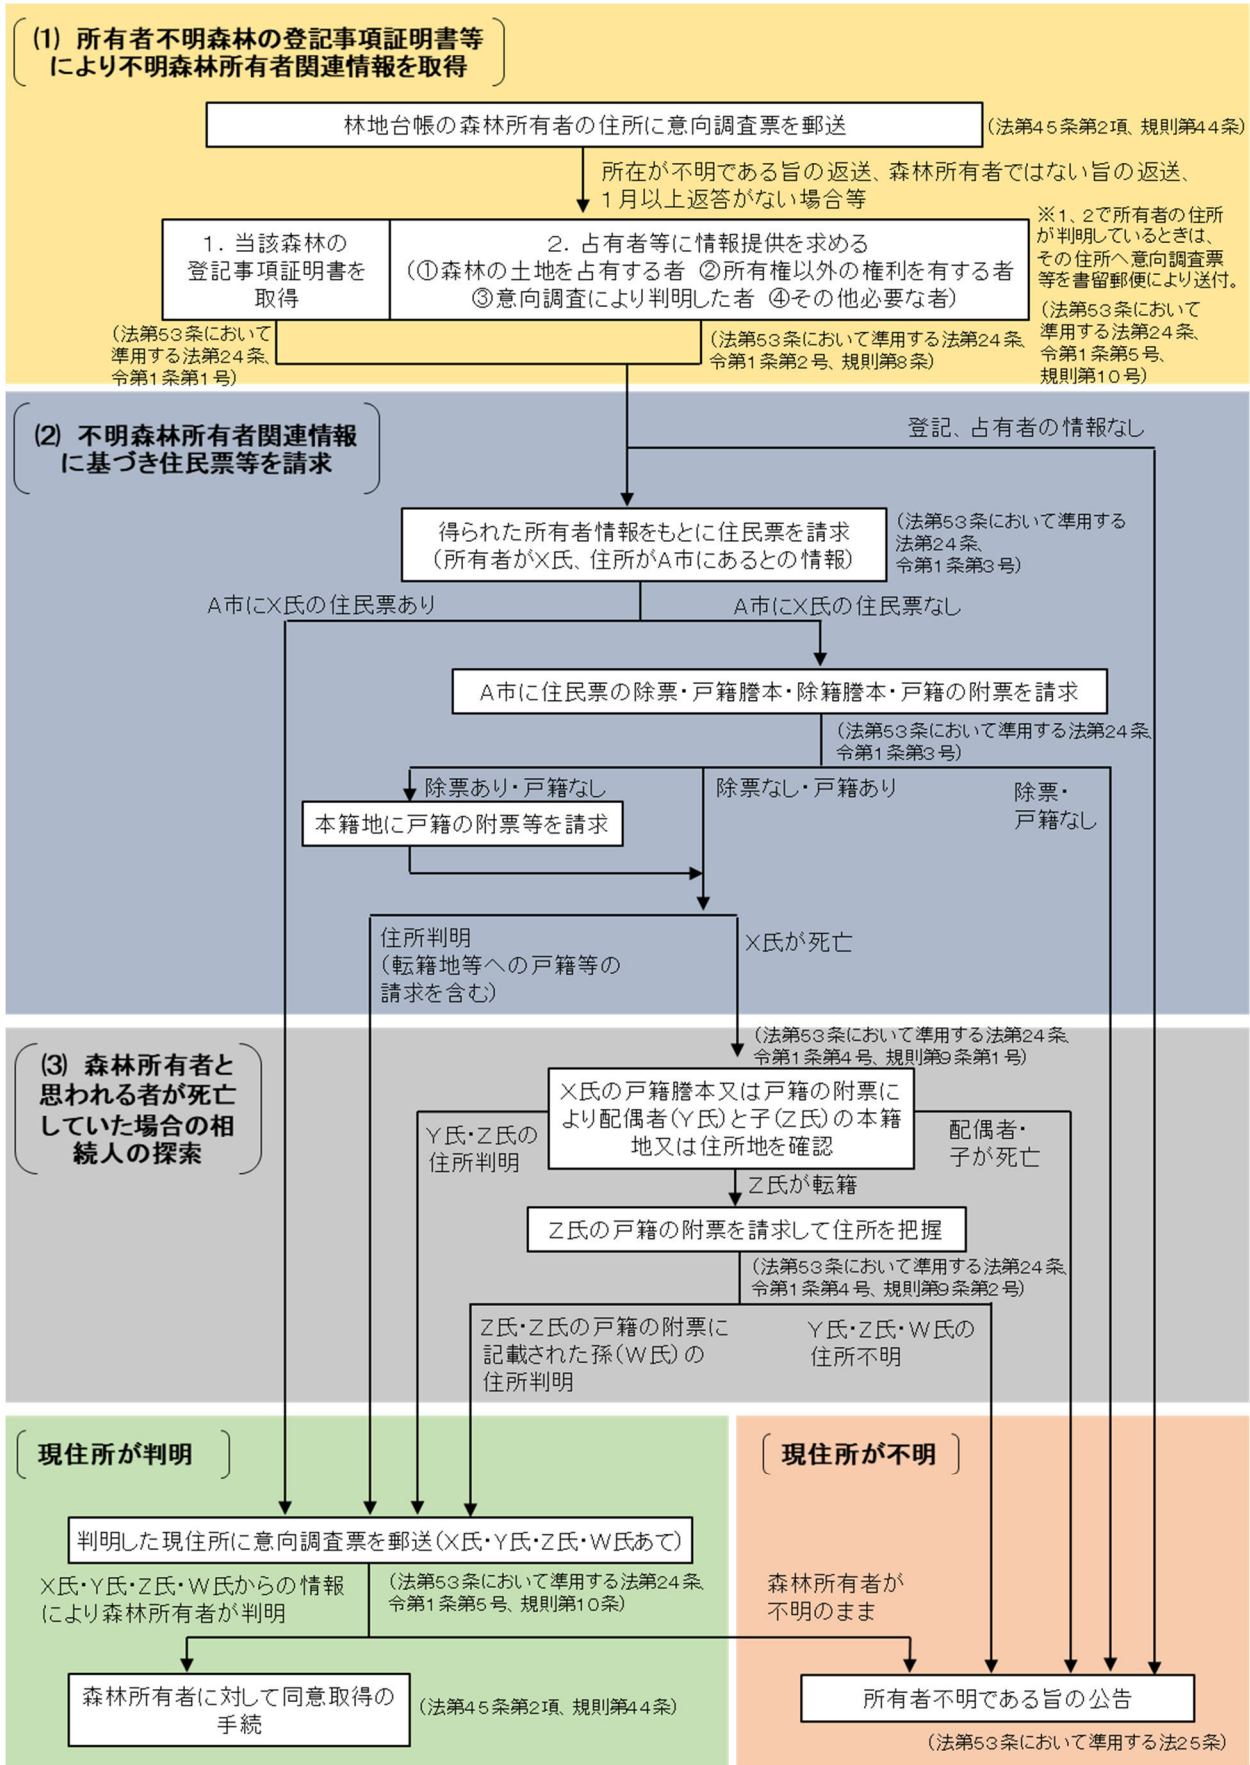 (1) 所有者不明森林の登記事項証明書等
により不明森林所有者関連情報を取得
林地台帳の森林所有者の住所に意向調査票を郵送
(法第45条第2項、規則第44条)
所在が不明である旨の返送、森林所有者ではない旨の返送、
1月以上返答がない場合等
1. 当該森林の
登記事項証明書を
取得
2. 占有者等に情報提供を求める
(①森林の土地を占有する者 ②所有権以外の権利を有する者
③意向調査により判明した者 ④その他必要な者)
※1、2で所有者の住所
が判明しているときは、
その住所へ意向調査票
等を書留郵便により送付。
(法第53条において
準用する法第24条、
令第1条第1号)
(法第53条において準用する法第24条、
令第1条第2号、規則第8条)
(法第53条において
準用する法第24条、
令第1条第5号、
規則第10号)
(2) 不明森林所有者関連情報
に基づき住民票等を請求
登記、占有者の情報なし
得られた所有者情報をもとに住民票を請求
(所有者がX氏、住所がA市にあるとの情報)
(法第53条において準用する
法第24条、
令第1条第3号)
A市にX氏の住民票あり
A市にX氏の住民票なし
A市に住民票の除票・戸籍謄本・除籍謄本・戸籍の附票を請求
(法第53条において準用する法第24条、
令第1条第3号)
除票あり・戸籍なし
除票なし・戸籍あり
除票・
戸籍なし
本籍地に戸籍の附票等を請求
住所判明
(転籍地等への戸籍等の
請求を含む)
X氏が死亡
(3) 森林所有者と
思われる者が死亡
していた場合の相
続人の探索
(法第53条において準用する法第24条、
令第1条第4号、規則第9条第1号)
X氏の戸籍謄本又は戸籍の附票に
より配偶者(Y氏)と子(Z氏)の本籍
地又は住所地を確認
Y氏・Z氏の
住所判明
配偶者・
子が死亡
Z氏が転籍
Z氏の戸籍の附票を請求して住所を把握
(法第53条において準用する法第24条、
令第1条第4号、規則第9条第2号)
Z氏・Z氏の戸籍の附票に
記載された孫(W氏)の
住所判明
Y氏・Z氏・W氏の
住所不明
現住所が判明
現住所が不明
判明した現住所に意向調査票を郵送(X氏・Y氏・Z氏・W氏あて)
X氏・Y氏・Z氏・W氏からの情報
により森林所有者が判明
(法第53条において準用する法第24条、
令第1条第5号、規則第10条)
森林所有者が
不明のまま
森林所有者に対して同意取得の
手続
(法第45条第2項、規則第44条)
所有者不明である旨の公告
(法第53条において準用する法25条)